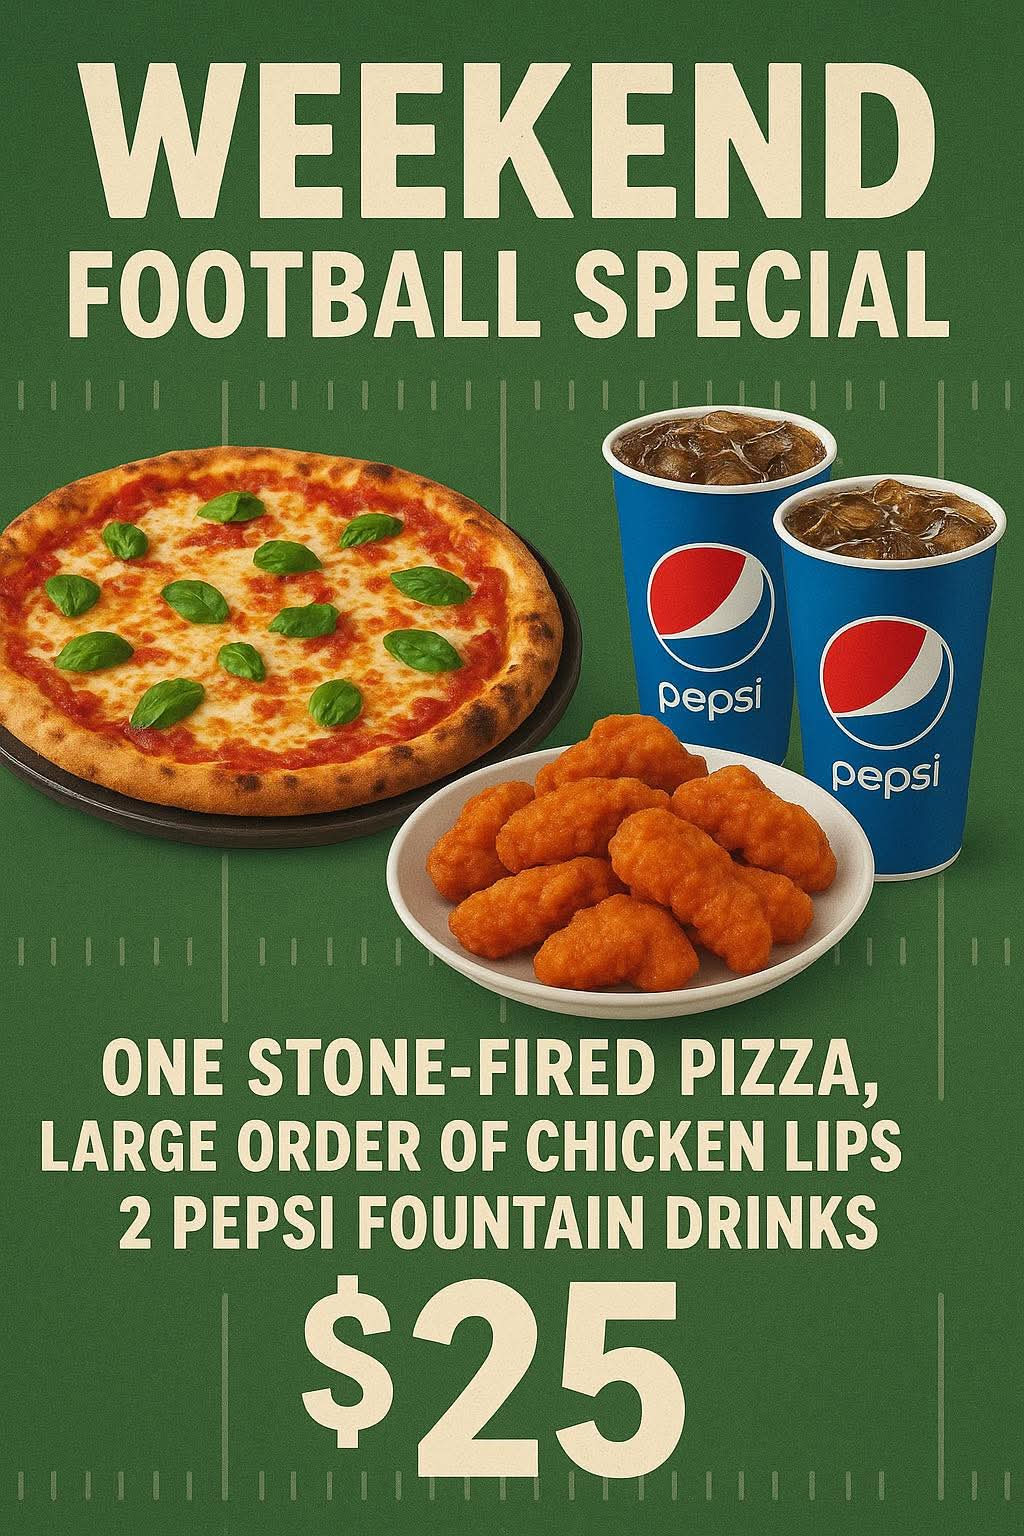 WEEKEND
FOOTBALL SPECIAL
pepsi
pepsi
ONE STONE-FIRED PIZZA,
LARGE ORDER OF CHICKEN LIPS
2 PEPSI FOUNTAIN DRINKS
$25